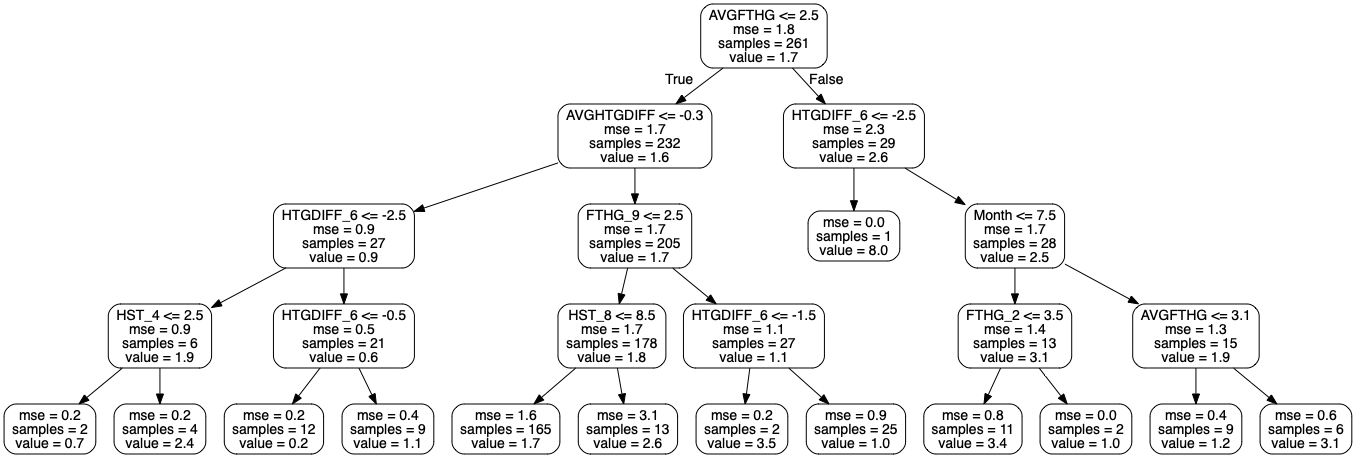 AVGFTHG <= 2.5
mse = 1.8
samples = 261
value = 1.7
True
False
AVGHTGDIFF <= -0.3
mse = 1.7
samples = 232
value = 1.6
HTGDIFF_6 <= -2.5
mse = 2.3
samples = 29
value = 2.6
HTGDIFF_6 <= -2.5
mse = 0.9
samples = 27
value = 0.9
FTHG_9 <= 2.5
mse = 1.7
samples = 205
value = 1.7
mse = 0.0
samples = 1
value = 8.0
Month <= 7.5
mse = 1.7
samples = 28
value = 2.5
HST_4 <= 2.5
mse = 0.9
samples = 6
value = 1.9
HTGDIFF_6 <= -0.5
mse = 0.5
samples = 21
value = 0.6
HST_8 <= 8.5
mse = 1.7
samples = 178
value = 1.8
HTGDIFF_6 <= -1.5
mse = 1.1
samples = 27
value = 1.1
FTHG_2 <= 3.5
mse = 1.4
samples = 13
value = 3.1
AVGFTHG <= 3.1
mse = 1.3
samples = 15
value = 1.9
mse = 0.2
samples = 2
value = 0.7
mse = 0.2
samples = 4
value = 2.4
mse = 0.2
samples = 12
value = 0.2
mse = 0.4
samples = 9
value = 1.1
mse = 1.6
samples = 165
value = 1.7
mse = 3.1
samples = 13
value = 2.6
mse = 0.2
samples = 2
value = 3.5
mse = 0.9
samples = 25
value = 1.0
mse = 0.8
samples = 11
value = 3.4
mse = 0.0
samples = 2
value = 1.0
mse = 0.4
samples = 9
value = 1.2
mse = 0.6
samples = 6
value = 3.1